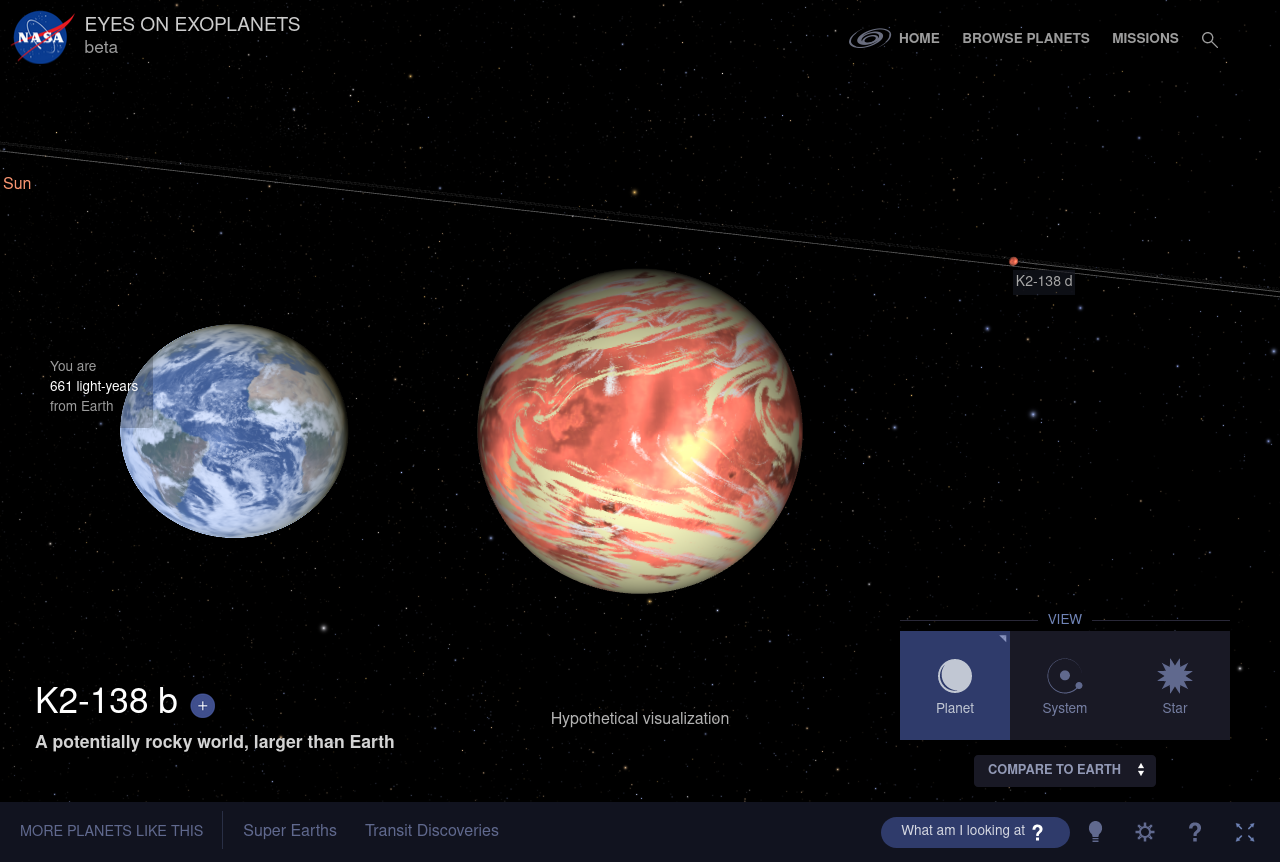 NASA
EYES ON EXOPLANETS
beta
HOME
BROWSE PLANETS
MISSIONS
Sun
K2-138 d
You are
661 light-years
from Earth
VIEW
Planet
System
Star
K2-138 b +
A potentially rocky world, larger than Earth
Hypothetical visualization
COMPARE TO EARTH
MORE PLANETS LIKE THIS
Super Earths
Transit Discoveries
What am I looking at ?
?